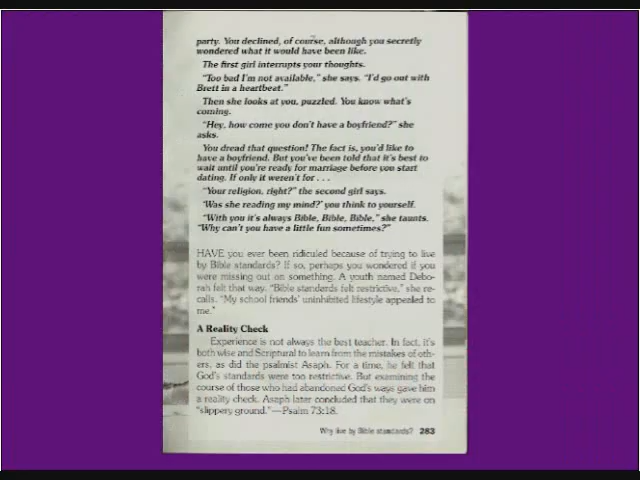 party. You declined, of course, although you secretly
wondered what it would have been like.
The first girl interrupts your thoughts.
“Too bad I'm not available,” she says. “I'd go out with
Brett in a heartbeat.”
Then she looks at you, puzzled. You know what's
coming.
“Hey, how come you don't have a boyfriend?” she
asks.
You dread that question! The fact is, you'd like to
have a boyfriend. But you've been told that it's best to
wait until you're ready for marriage before you start
dating. If only it weren't for . . .
“Your religion, right?” the second girl says.
‘Was she reading my mind?’ you think to yourself.
“With you it's always Bible, Bible, Bible,” she taunts.
“Why can't you have a little fun sometimes?”
HAVE you ever been ridiculed because of trying to live
by Bible standards? If so, perhaps you wondered if you
were missing out on something. A youth named Debo-
rah felt that way. “Bible standards felt restrictive,” she re-
calls. “My school friends' uninhibited lifestyle appealed to
me.”
A Reality Check
Experience is not always the best teacher. In fact, it's
both wise and Scriptural to learn from the mistakes of oth-
ers, as did the psalmist Asaph. For a time, he felt that
God's standards were too restrictive. But examining the
course of those who had abandoned God's ways gave him
a reality check. Asaph later concluded that they were on
“slippery ground.”—Psalm 73:18.
Why live by Bible standards? 283